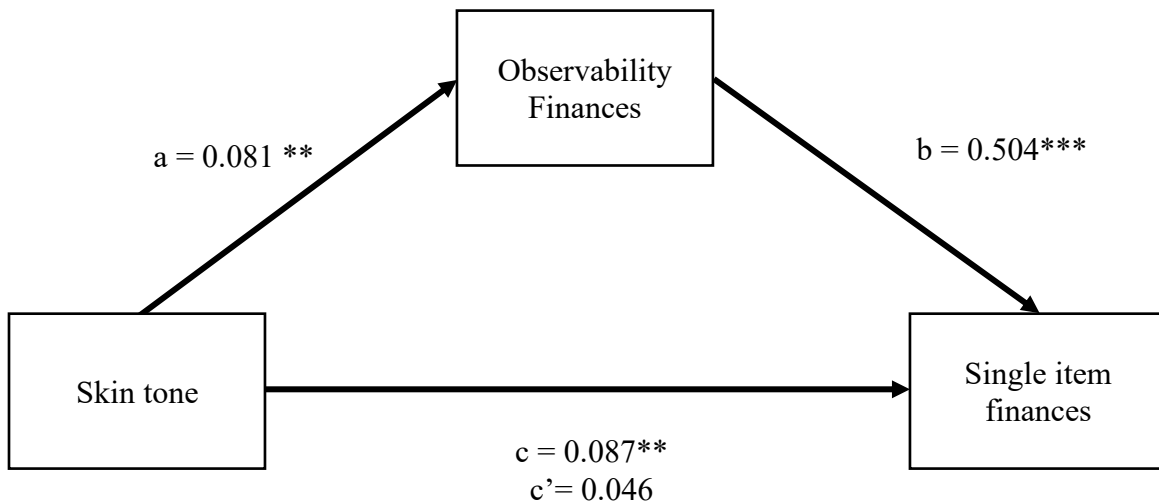 Observability
Finances
a = 0.081 **
b = 0.504***
Skin tone
Single item
finances
c = 0.087**
c’= 0.046